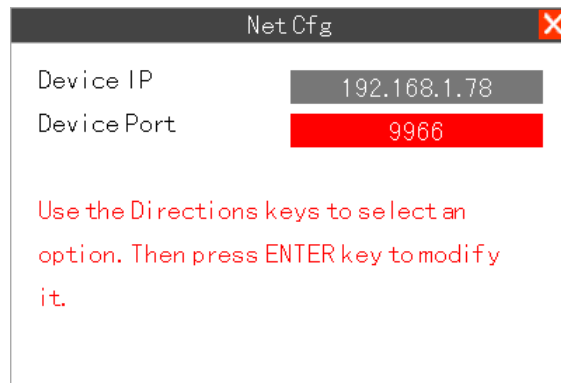 Net Cfg
Device IP 192.168.1.78
Device Port 9966
Use the Directions keys to select an
option. Then press ENTER key to modify
it.